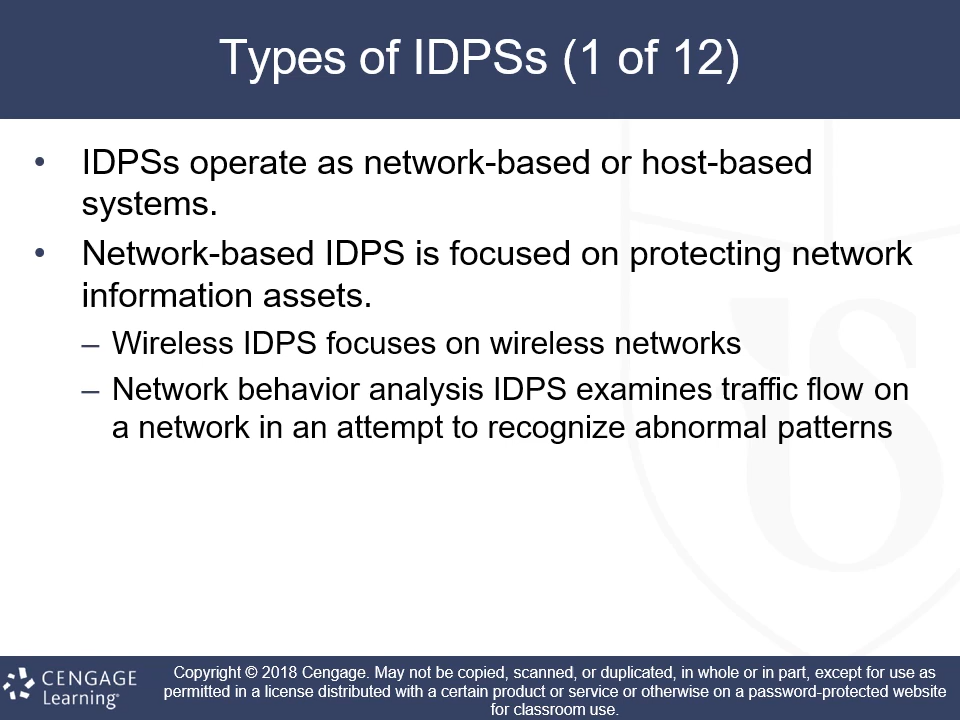 Types of IDPSs (1 of 12)
• IDPSs operate as network-based or host-based
systems.
• Network-based IDPS is focused on protecting network
information assets.
– Wireless IDPS focuses on wireless networks
– Network behavior analysis IDPS examines traffic flow on
a network in an attempt to recognize abnormal patterns
CENGAGE
Learning®
Copyright © 2018 Cengage. May not be copied, scanned, or duplicated, in whole or in part, except for use as
permitted in a license distributed with a certain product or service or otherwise on a password-protected website
for classroom use.